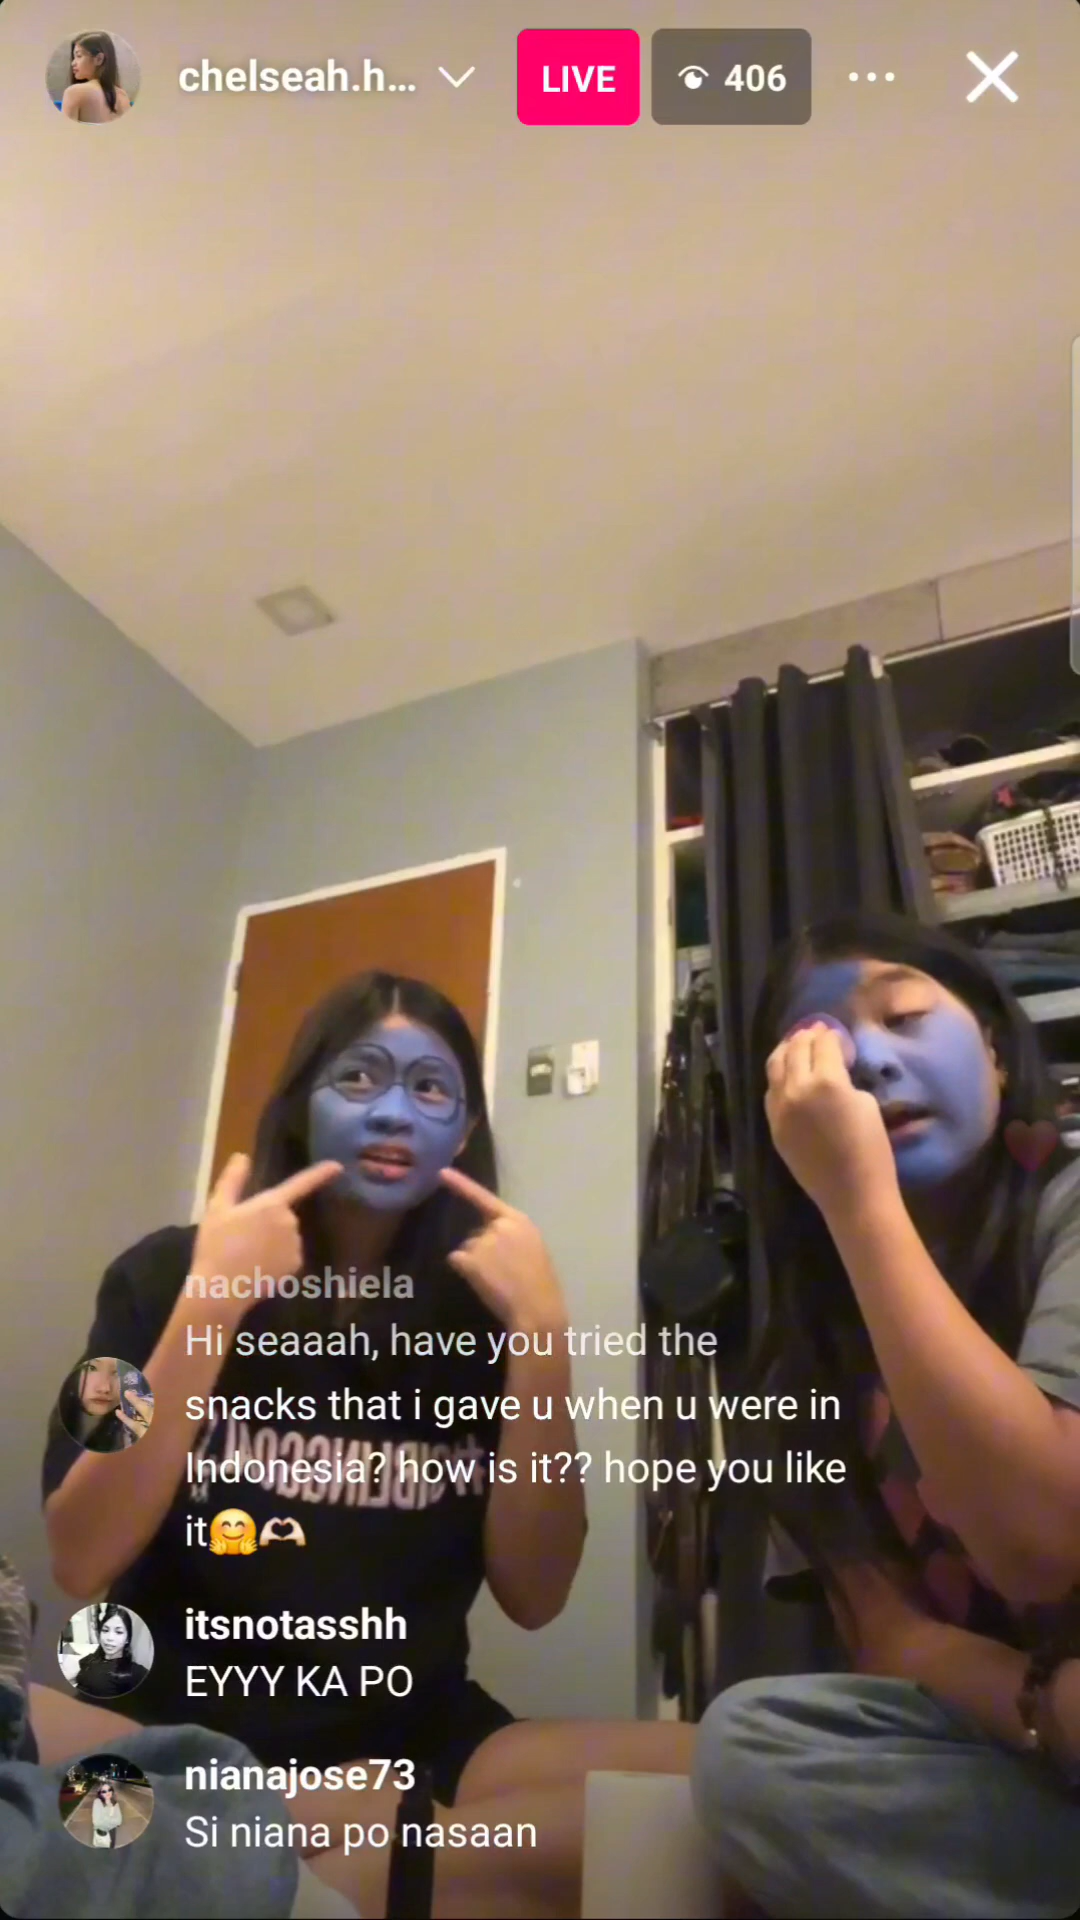 chelseah.h...
LIVE
406
nachoshiela
Hi seaaah, have you tried the
snacks that i gave u when u were in
Indonesia? how is it?? hope you like
it🤗🫶🏻
itsnotasshh
EYYY KA PO
nianajose73
Si niana po nasaan